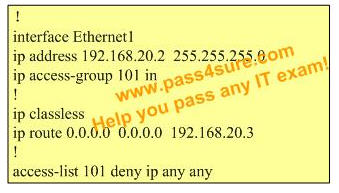 !
interface Ethernet1
ip address 192.168.20.2 255.255.255.0
ip access-group 101 in
!
ip classless
ip route 0.0.0.0 0.0.0.0 192.168.20.3
!
access-list 101 deny ip any any
www.pass4sure.com
Help you pass any IT exam!